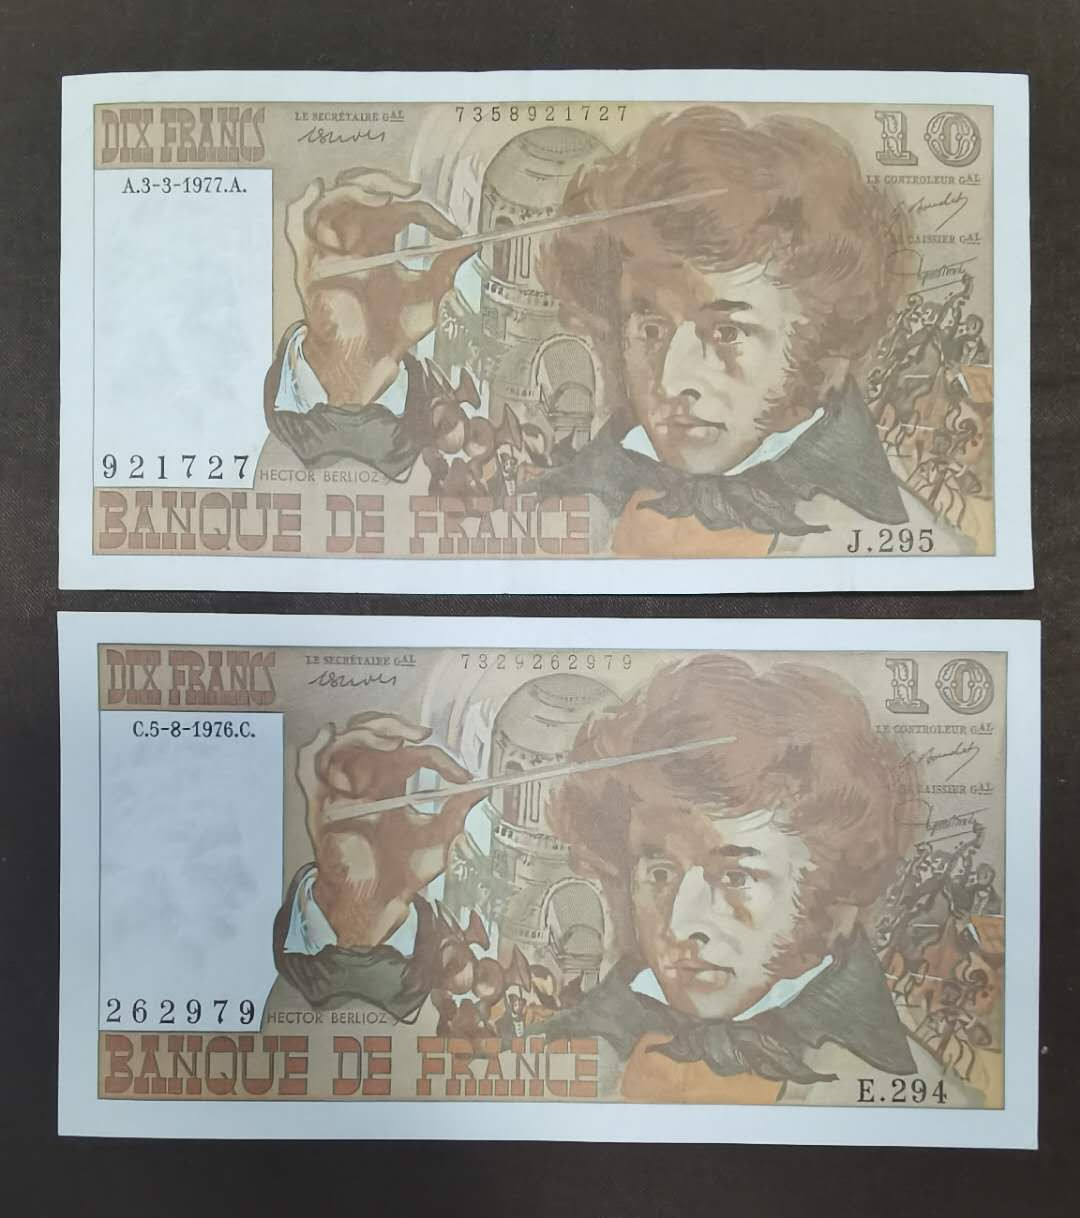 DIX FRANCS
LE SECRÉTAIRE GAL
7358921727
10
A.3-3-1977.A.
LE CONTROLEUR GAL
LE CAISSIER GAL
921727
HECTOR BERLIOZ
BANQUE DE FRANCE
J.295
DIX FRANCS
LE SECRÉTAIRE GAL
7329262979
10
C.5-8-1976.C.
LE CONTROLEUR GAL
LE CAISSIER GAL
262979
HECTOR BERLIOZ
BANQUE DE FRANCE
E.294